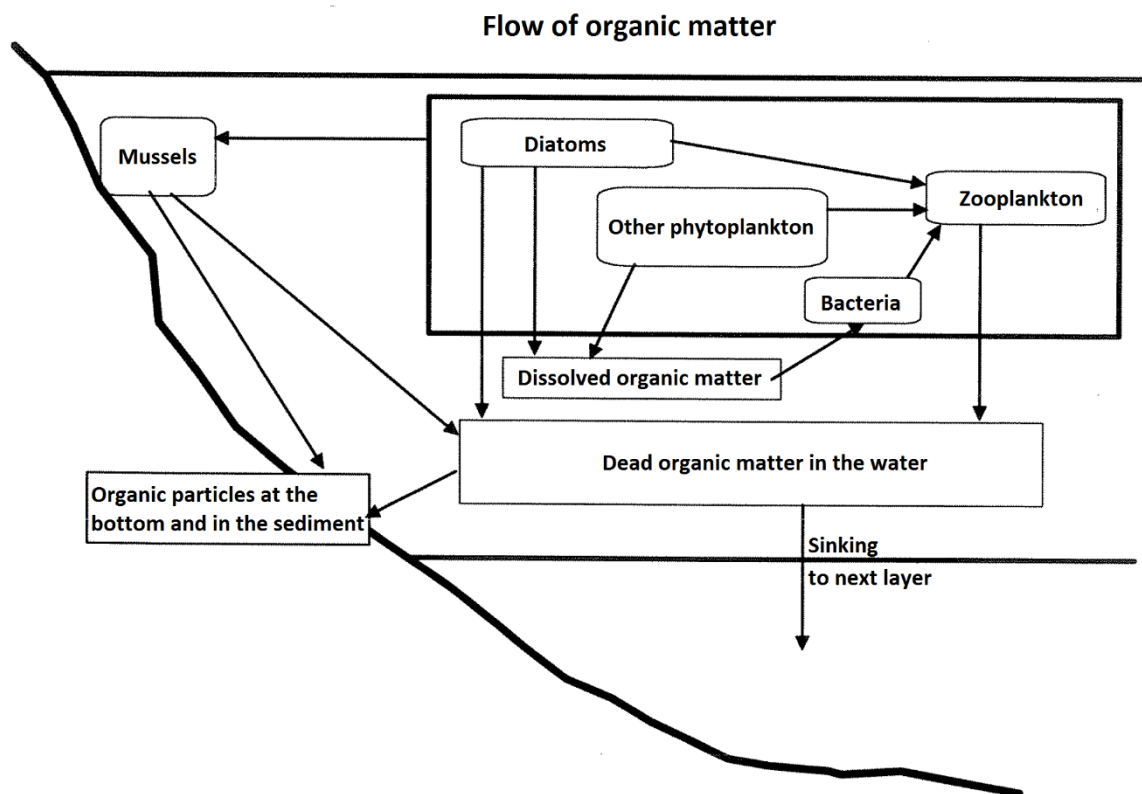 Flow of organic matter
Mussels
Diatoms
Zooplankton
Other phytoplankton
Bacteria
Dissolved organic matter
Dead organic matter in the water
Organic particles at the
bottom and in the sediment
Sinking
to next layer